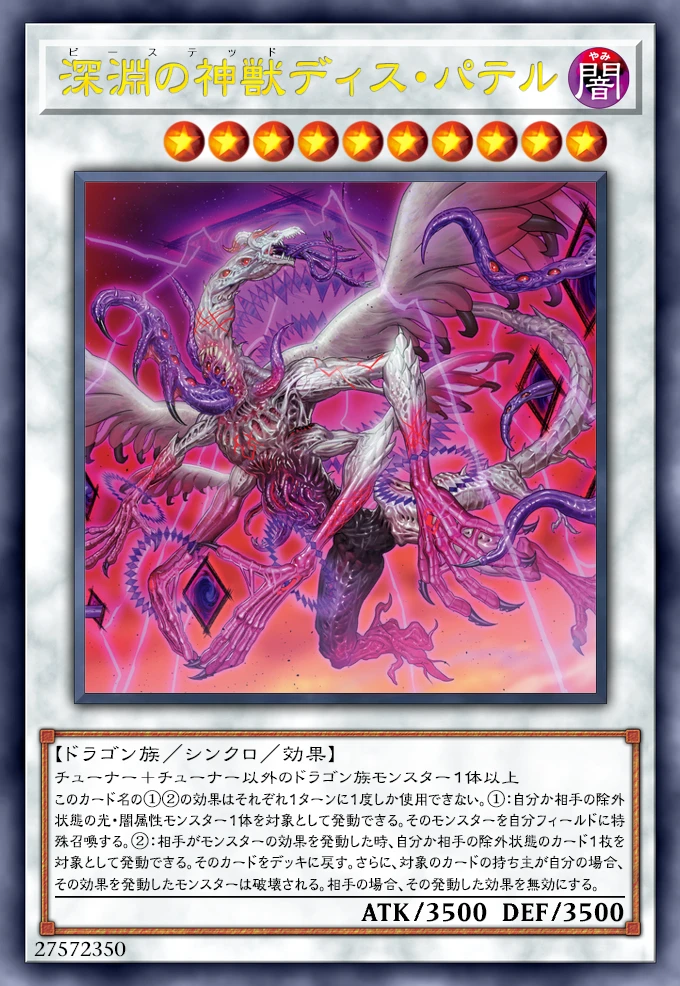 ビーステッド
深淵の神獣ディス・パテル
やみ
闇
【ドラゴン族／シンクロ／効果】
チューナー＋チューナー以外のドラゴン族モンスター1体以上
このカード名の①②の効果はそれぞれ1ターンに1度しか使用できない。①：自分か相手の除外
状態の光・闇属性モンスター1体を対象として発動できる。そのモンスターを自分フィールドに特
殊召喚する。②：相手がモンスターの効果を発動した時、自分か相手の除外状態のカード1枚を
対象として発動できる。そのカードをデッキに戻す。さらに、対象のカードの持ち主が自分の場合、
その効果を発動したモンスターは破壊される。相手の場合、その発動した効果を無効にする。
ATK/3500 DEF/3500
27572350